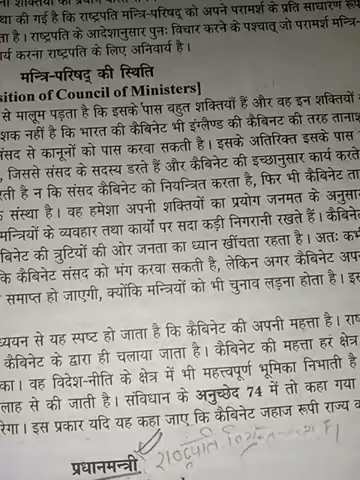 की गई है कि राष्ट्रपति मन्त्रि-परिषद् को अपने परामर्श के प्रति साधारण रूप
ता है। राष्ट्रपति के आदेशानुसार पुनः विचार करने के पश्चात् जो परामर्श मन्त्रि-
र्य करना राष्ट्रपति के लिए अनिवार्य है।
मन्त्रि-परिषद् की स्थिति
sition of Council of Ministers]
से मालूम पड़ता है कि इसके पास बहुत शक्तियाँ हैं और वह इन शक्तियों
शक नहीं है कि भारत की कैबिनेट भी इंग्लैण्ड की कैबिनट की तरह तानाश
संसद से कानूनों को पास करवा सकती है। इसके अतिरिक्त इसके पास
, जिससे संसद के सदस्य डरते हैं और कैबिनेट की इच्छानुसार कार्य करते
रती है न कि संसद कैबिनेट को नियन्त्रित करता है, फिर भी कैबिनेट ता
संस्था है। वह हमेशा अपनी शक्तियों का प्रयोग जनमत के अनुसा
मन्त्रियों के व्यवहार तथा कार्यों पर सदा कड़ी निगरानी रखते हैं। कैबिने
बिनेट की त्रुटियों की ओर जनता का ध्यान खींचता रहता है। अतः कर्भ
कि कैबिनेट संसद को भंग करवा सकती है, लेकिन अगर कैबिनेट अप
समाप्त हो जाएगी, क्योंकि मन्त्रियों को भी चुनाव लड़ना होता है। इस
ध्ययन से यह स्पष्ट हो जाता है कि कैबिनेट की अपनी महत्ता है। राष
कैबिनेट के द्वारा ही चलाया जाता है। कैबिनेट की महत्ता हर क्षेत्र
का। वह विदेश-नीति के क्षेत्र में भी महत्त्वपूर्ण भूमिका निभाती है
लाह से की जाती है। संविधान के अनुच्छेद 74 में तो कहा गया
रेगा। इस प्रकार यदि यह कहा जाए कि कैबिनेट जहाज रूपी राज्य क
प्रधानमन्त्री राष्ट्रपति